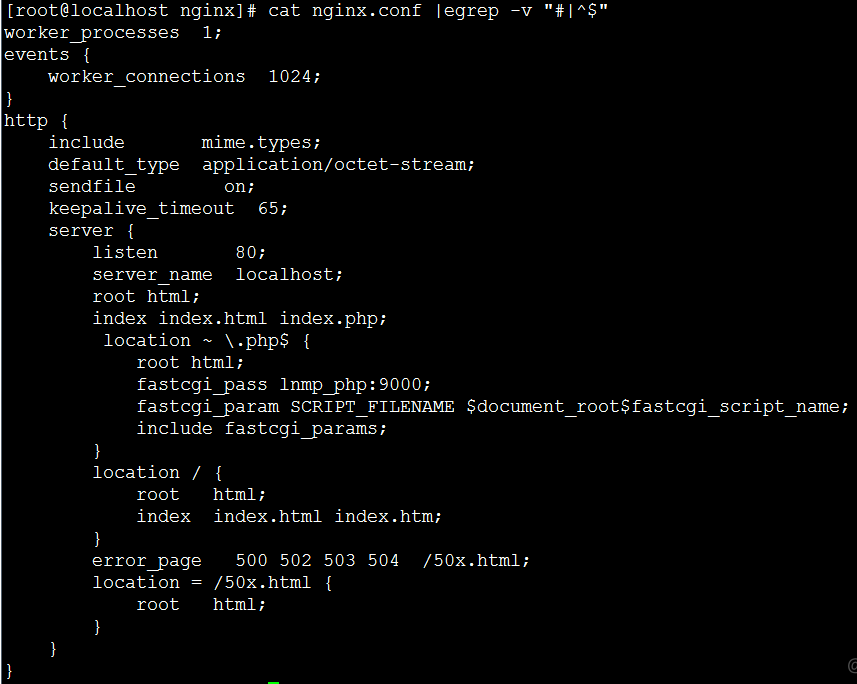 [root@localhost nginx]# cat nginx.conf |egrep -v "#|^$"
worker_processes  1;
events {
    worker_connections  1024;
}
http {
    include       mime.types;
    default_type  application/octet-stream;
    sendfile        on;
    keepalive_timeout  65;
    server {
        listen       80;
        server_name  localhost;
        root html;
        index index.html index.php;
         location ~ \.php$ {
            root html;
            fastcgi_pass lnmp_php:9000;
            fastcgi_param SCRIPT_FILENAME $document_root$fastcgi_script_name;
            include fastcgi_params;
        }
        location / {
            root   html;
            index  index.html index.htm;
        }
        error_page   500 502 503 504  /50x.html;
        location = /50x.html {
            root   html;
        }
    }
}
@